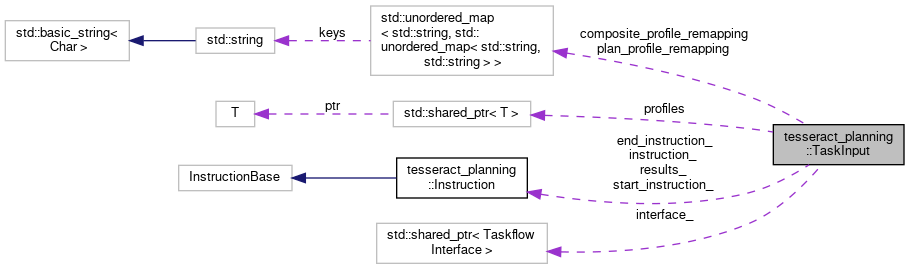 std::basic_string<
Char >
std::string
keys
std::unordered_map
< std::string, std::
unordered_map< std::string,
std::string > >
composite_profile_remapping
plan_profile_remapping
T
ptr
std::shared_ptr< T >
profiles
tesseract_planning
::TaskInput
InstructionBase
tesseract_planning
::Instruction
end_instruction_
instruction_
results_
start_instruction_
std::shared_ptr< Taskflow
Interface >
interface_